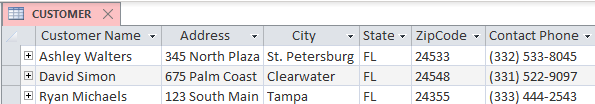 CUSTOMER
Customer Name Address City State ZipCode Contact Phone
Ashley Walters 345 North Plaza St. Petersburg FL 24533 (332) 533-8045
David Simon 675 Palm Coast Clearwater FL 24548 (331) 522-9097
Ryan Michaels 123 South Main Tampa FL 24355 (333) 444-2543